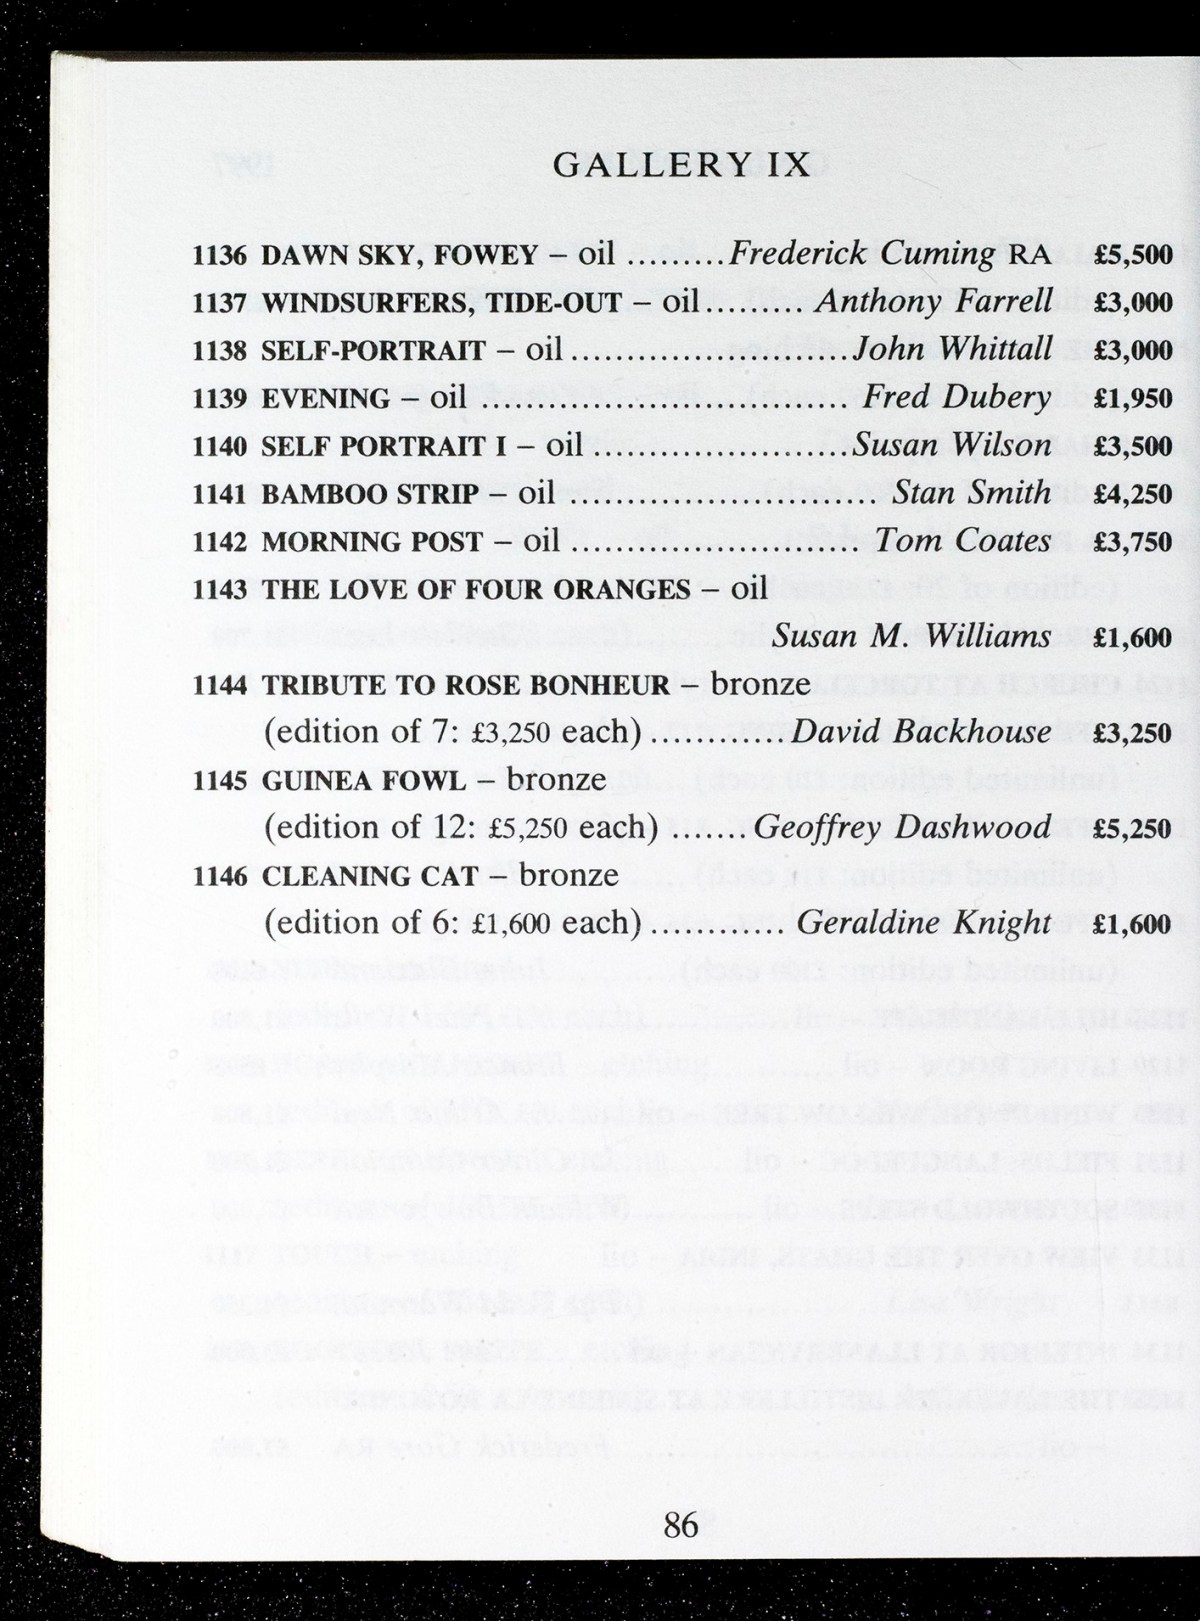 GALLERY IX
1136 DAWN SKY, FOWEY – oil ......... Frederick Cuming RA £5,500
1137 WINDSURFERS, TIDE-OUT – oil ......... Anthony Farrell £3,000
1138 SELF-PORTRAIT – oil ......................... John Whittall £3,000
1139 EVENING – oil ................................. Fred Dubery £1,950
1140 SELF PORTRAIT I – oil ....................... Susan Wilson £3,500
1141 BAMBOO STRIP – oil ............................ Stan Smith £4,250
1142 MORNING POST – oil .......................... Tom Coates £3,750
1143 THE LOVE OF FOUR ORANGES – oil
Susan M. Williams £1,600
1144 TRIBUTE TO ROSE BONHEUR – bronze
(edition of 7: £3,250 each) ............ David Backhouse £3,250
1145 GUINEA FOWL – bronze
(edition of 12: £5,250 each) ....... Geoffrey Dashwood £5,250
1146 CLEANING CAT – bronze
(edition of 6: £1,600 each) ............ Geraldine Knight £1,600
86